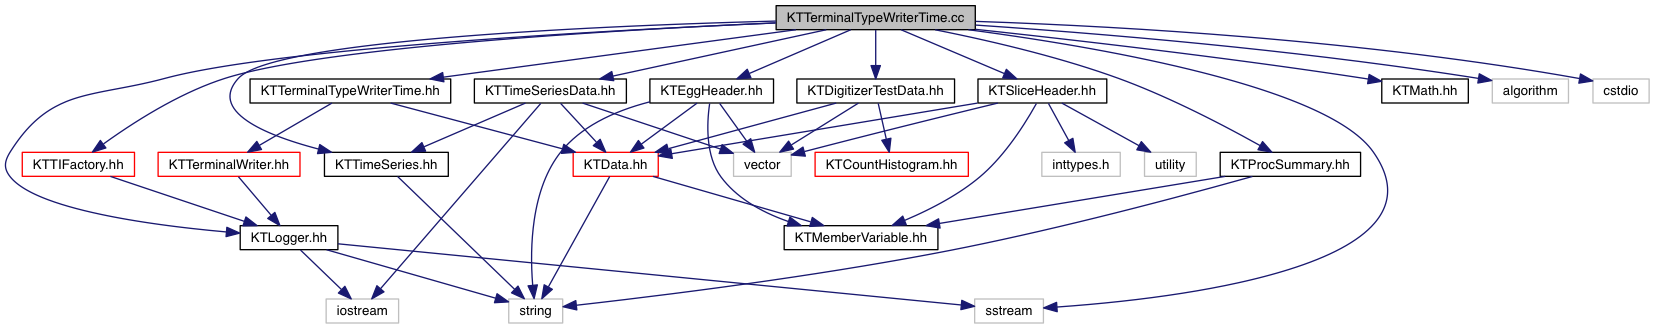 KTTerminalTypeWriterTime.cc
KTTerminalTypeWriterTime.hh
KTTimeSeriesData.hh
KTEggHeader.hh
KTDigitizerTestData.hh
KTSliceHeader.hh
KTMath.hh
algorithm
cstdio
KTTIFactory.hh
KTTerminalWriter.hh
KTTimeSeries.hh
KTData.hh
vector
KTCountHistogram.hh
inttypes.h
utility
KTProcSummary.hh
KTLogger.hh
KTMemberVariable.hh
iostream
string
sstream